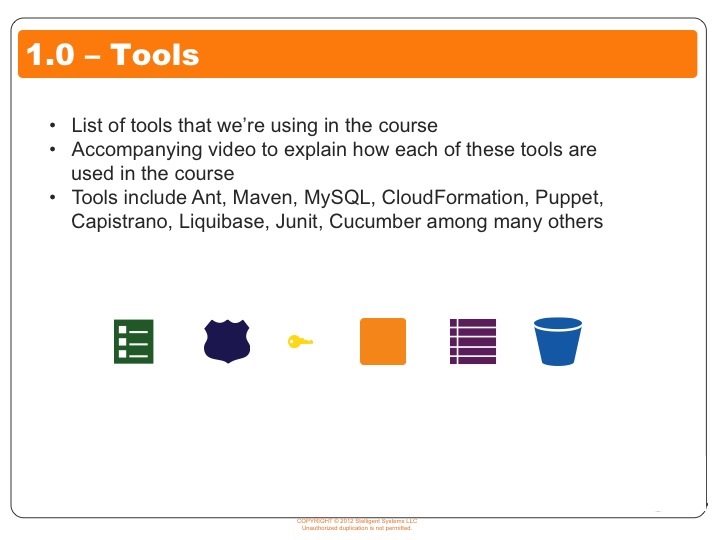 1.0 – Tools
• List of tools that we’re using in the course
• Accompanying video to explain how each of these tools are
used in the course
• Tools include Ant, Maven, MySQL, CloudFormation, Puppet,
Capistrano, Liquibase, Junit, Cucumber among many others
COPYRIGHT © 2012 Stelligent Systems LLC
Unauthorized duplication is not permitted.